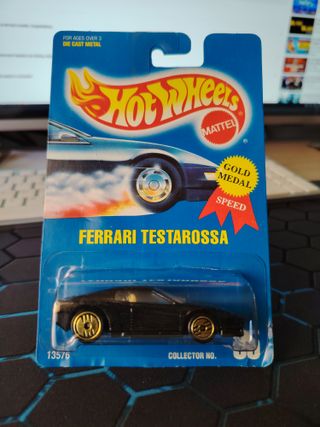 FOR AGES OVER 3
DIE CAST METAL
HOT WHEELS
MATTEL
®
GOLD
MEDAL
SPEED
FERRARI TESTAROSSA
13576
COLLECTOR NO.